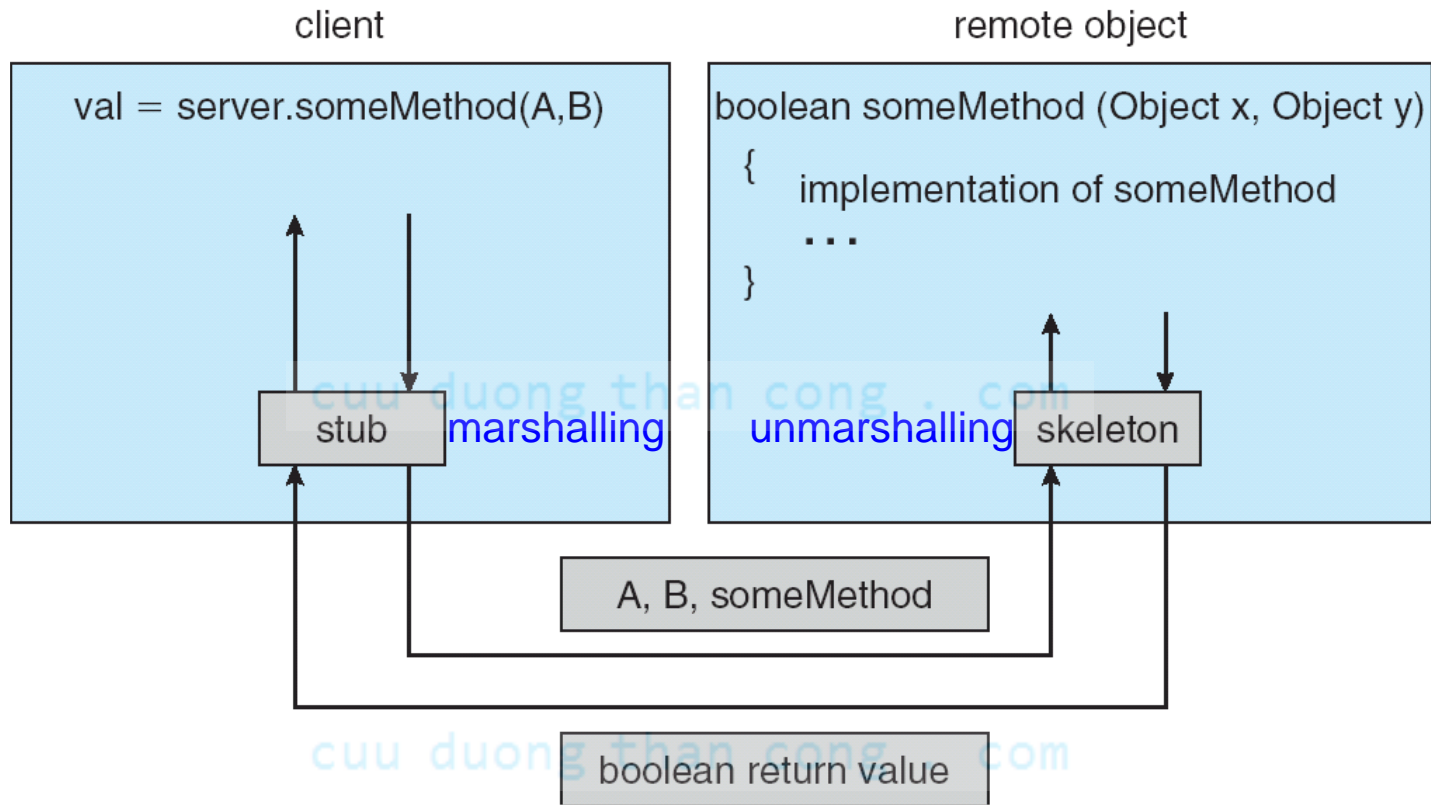 client
remote object
val = server.someMethod(A,B)
boolean someMethod (Object x, Object y)
{
implementation of someMethod
...
}
cuu duong than cong . com
stub
marshalling
unmarshalling
skeleton
A, B, someMethod
cuu duong than cong . com
boolean return value